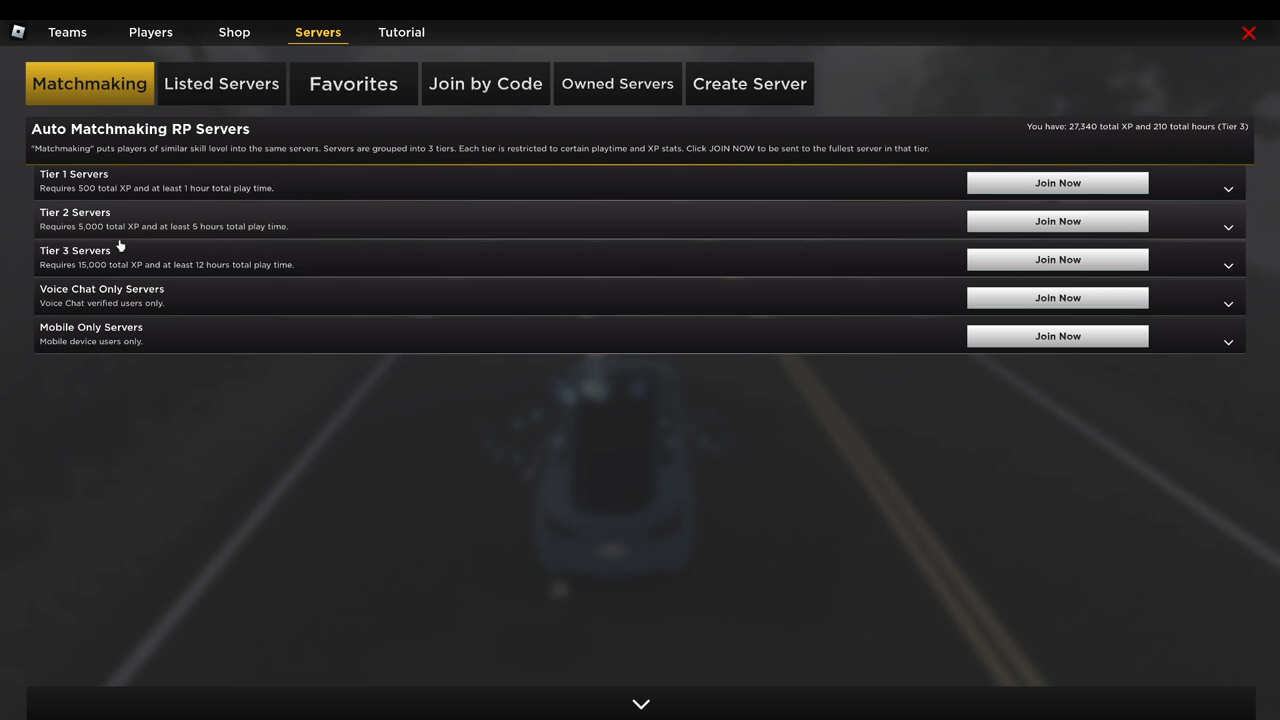 Teams Players Shop Servers Tutorial
Matchmaking Listed Servers Favorites Join by Code Owned Servers Create Server
Auto Matchmaking RP Servers
You have: 27,340 total XP and 210 total hours (Tier 3)
"Matchmaking" puts players of similar skill level into the same servers. Servers are grouped into 3 tiers. Each tier is restricted to certain playtime and XP stats. Click JOIN NOW to be sent to the fullest server in that tier.
Tier 1 Servers
Requires 500 total XP and at least 1 hour total play time.
Join Now
Tier 2 Servers
Requires 5,000 total XP and at least 5 hours total play time.
Join Now
Tier 3 Servers
Requires 15,000 total XP and at least 12 hours total play time.
Join Now
Voice Chat Only Servers
Voice Chat verified users only.
Join Now
Mobile Only Servers
Mobile device users only.
Join Now